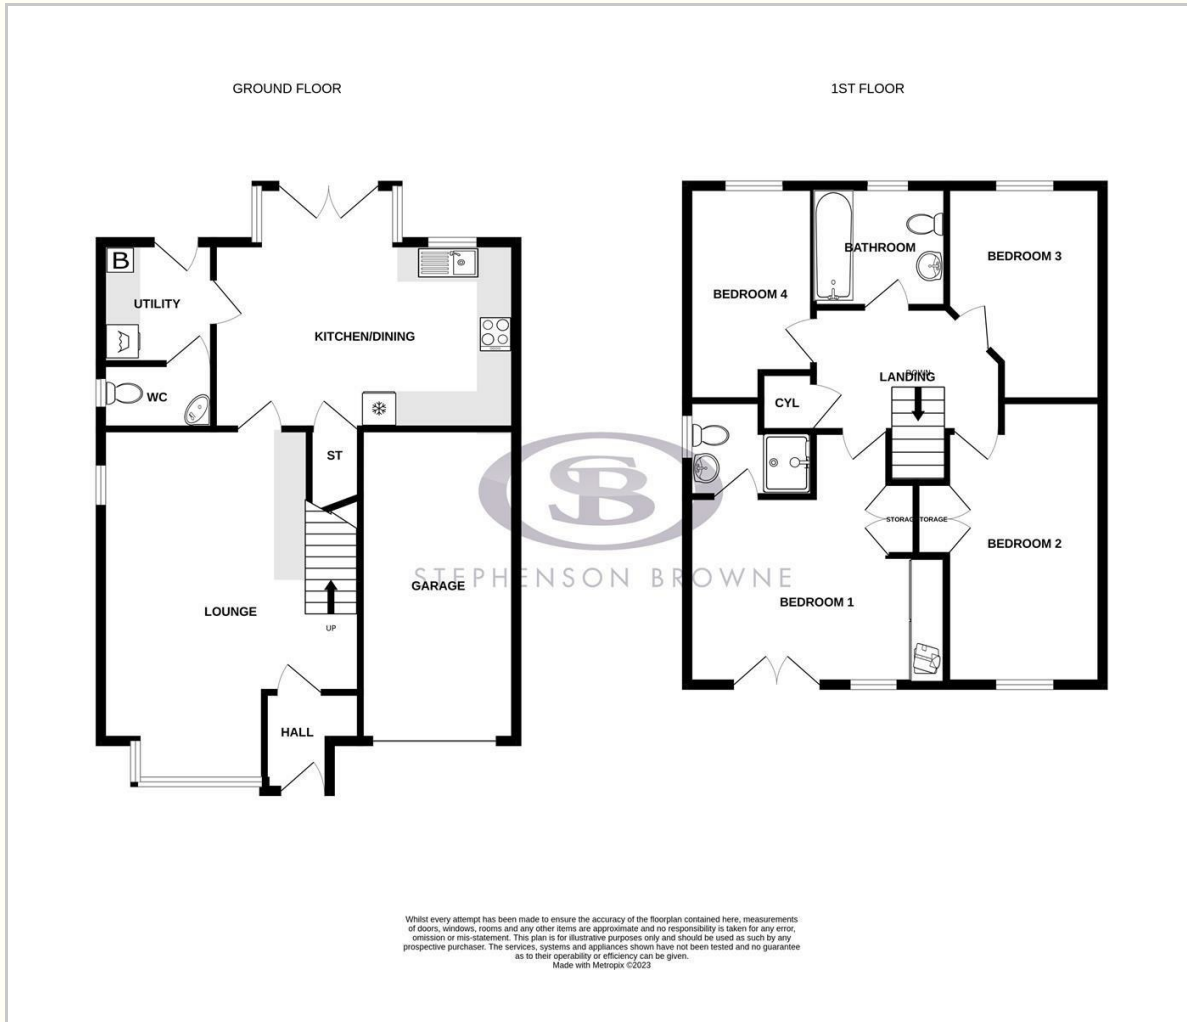 GROUND FLOOR
1ST FLOOR
B
UTILITY
KITCHEN/DINING
WC
ST
LOUNGE
UP
GARAGE
HALL
BATHROOM
BEDROOM 3
BEDROOM 4
DOWN
LANDING
CYL
STORAGE
STORAGE
BEDROOM 2
BEDROOM 1
SB
STEPHENSON BROWNE
Whilst every attempt has been made to ensure the accuracy of the floorplan contained here, measurements
of doors, windows, rooms and any other items are approximate and no responsibility is taken for any error,
omission or mis-statement. This plan is for illustrative purposes only and should be used as such by any
prospective purchaser. The services, systems and appliances shown have not been tested and no guarantee
as to their operability or efficiency can be given.
Made with Metropix ©2023